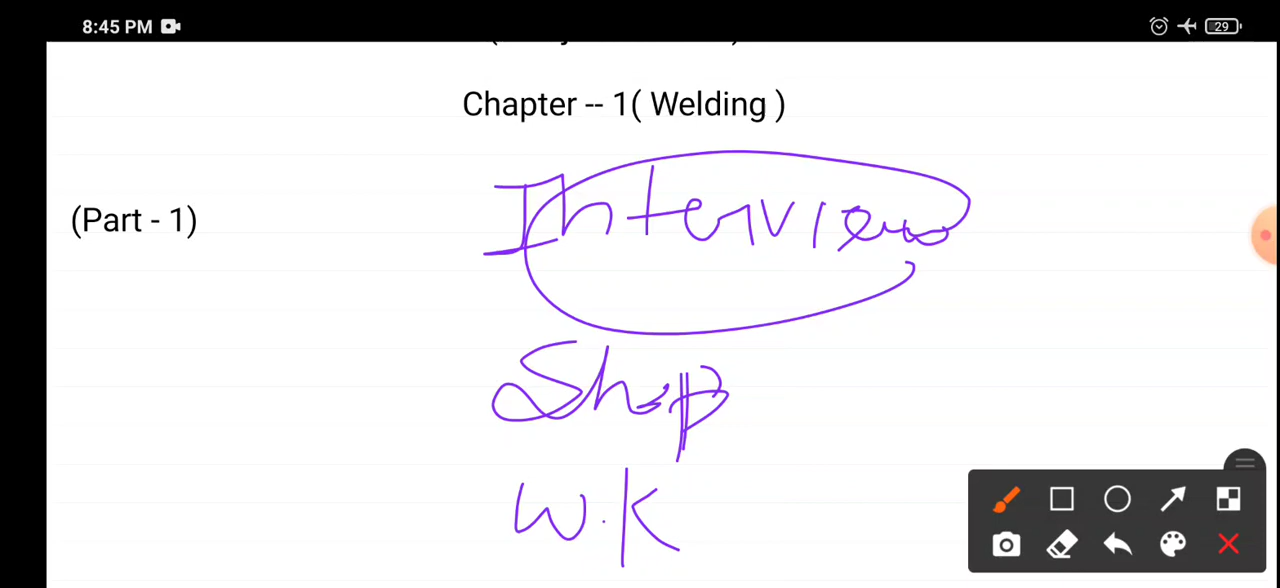 8:45 PM
29
Chapter -- 1( Welding )
(Part - 1)
Interview
Shop
W.K